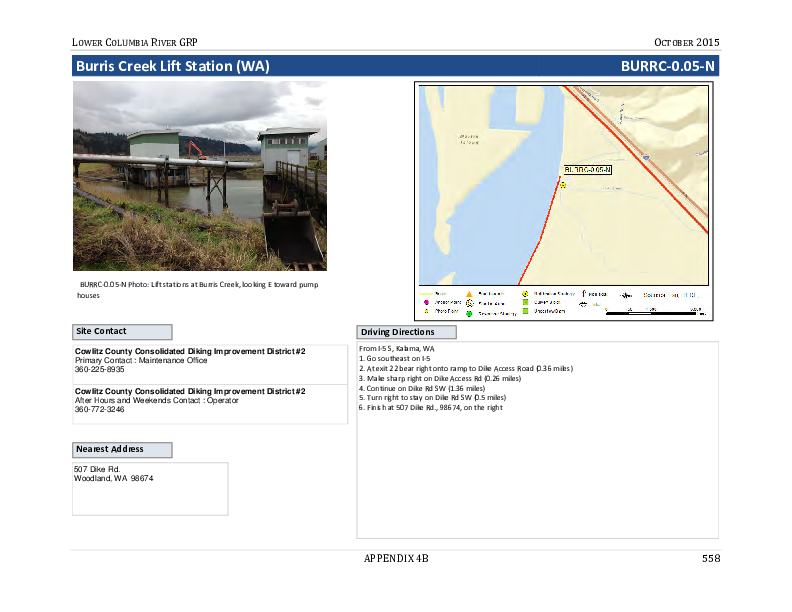 LOWER COLUMBIA RIVER GRP
OCTOBER 2015
Burris Creek Lift Station (WA)
BURRC-0.05-N
BURRC-0.05-N
BURRC-0.05-N Photo: Lift stations at Burris Creek, looking E toward pump
houses
Site Contact
Cowlitz County Consolidated Diking Improvement District #2
Primary Contact : Maintenance Office
360-225-8935
Cowlitz County Consolidated Diking Improvement District #2
After Hours and Weekends Contact : Operator
360-772-3246
Nearest Address
507 Dike Rd.
Woodland, WA 98674
Driving Directions
From I-5 S, Kalama, WA
1. Go southeast on I-5
2. At exit 22 bear right onto ramp to Dike Access Road (0.36 miles)
3. Make sharp right on Dike Access Rd (0.26 miles)
4. Continue on Dike Rd SW (1.36 miles)
5. Turn right to stay on Dike Rd SW (0.5 miles)
6. Finish at 507 Dike Rd., 98674, on the right
APPENDIX 4B
558